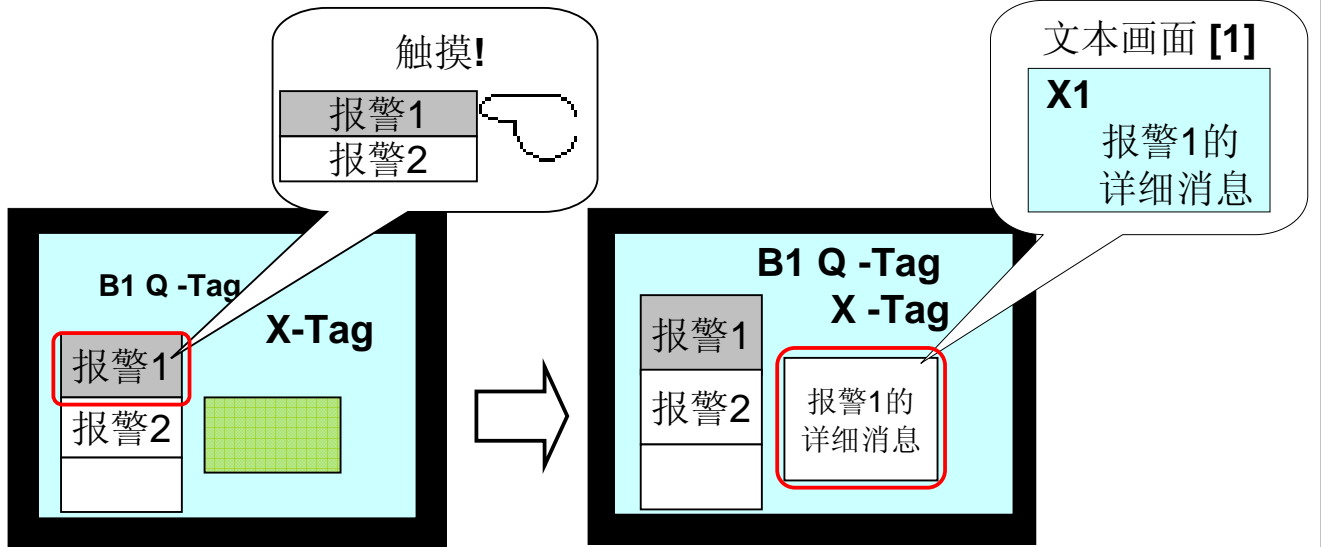 触摸!
报警1
报警2
B1 Q -Tag
X-Tag
报警1
报警2
文本画面 [1]
X1
报警1的
详细消息
B1 Q -Tag
X -Tag
报警1
报警2
报警1的
详细消息